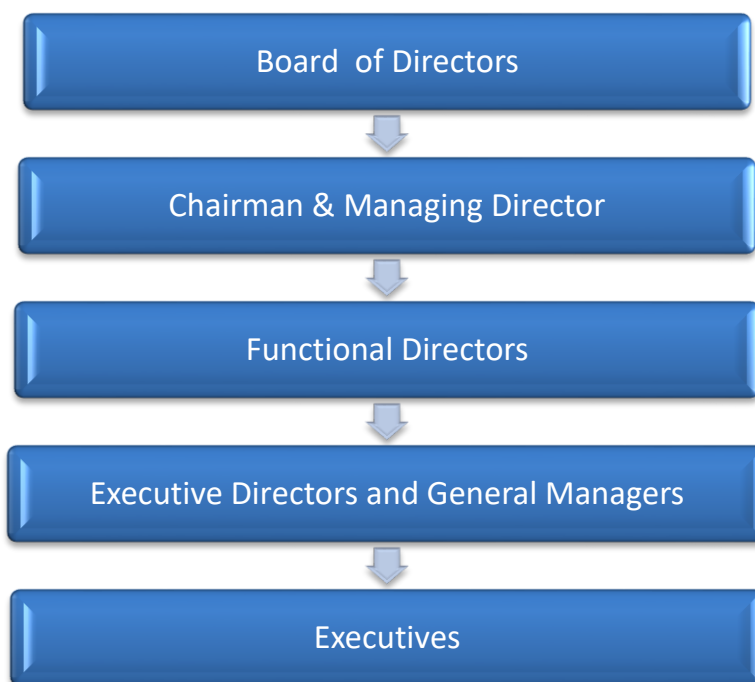 Board of Directors
Chairman & Managing Director
Functional Directors
Executive Directors and General Managers
Executives